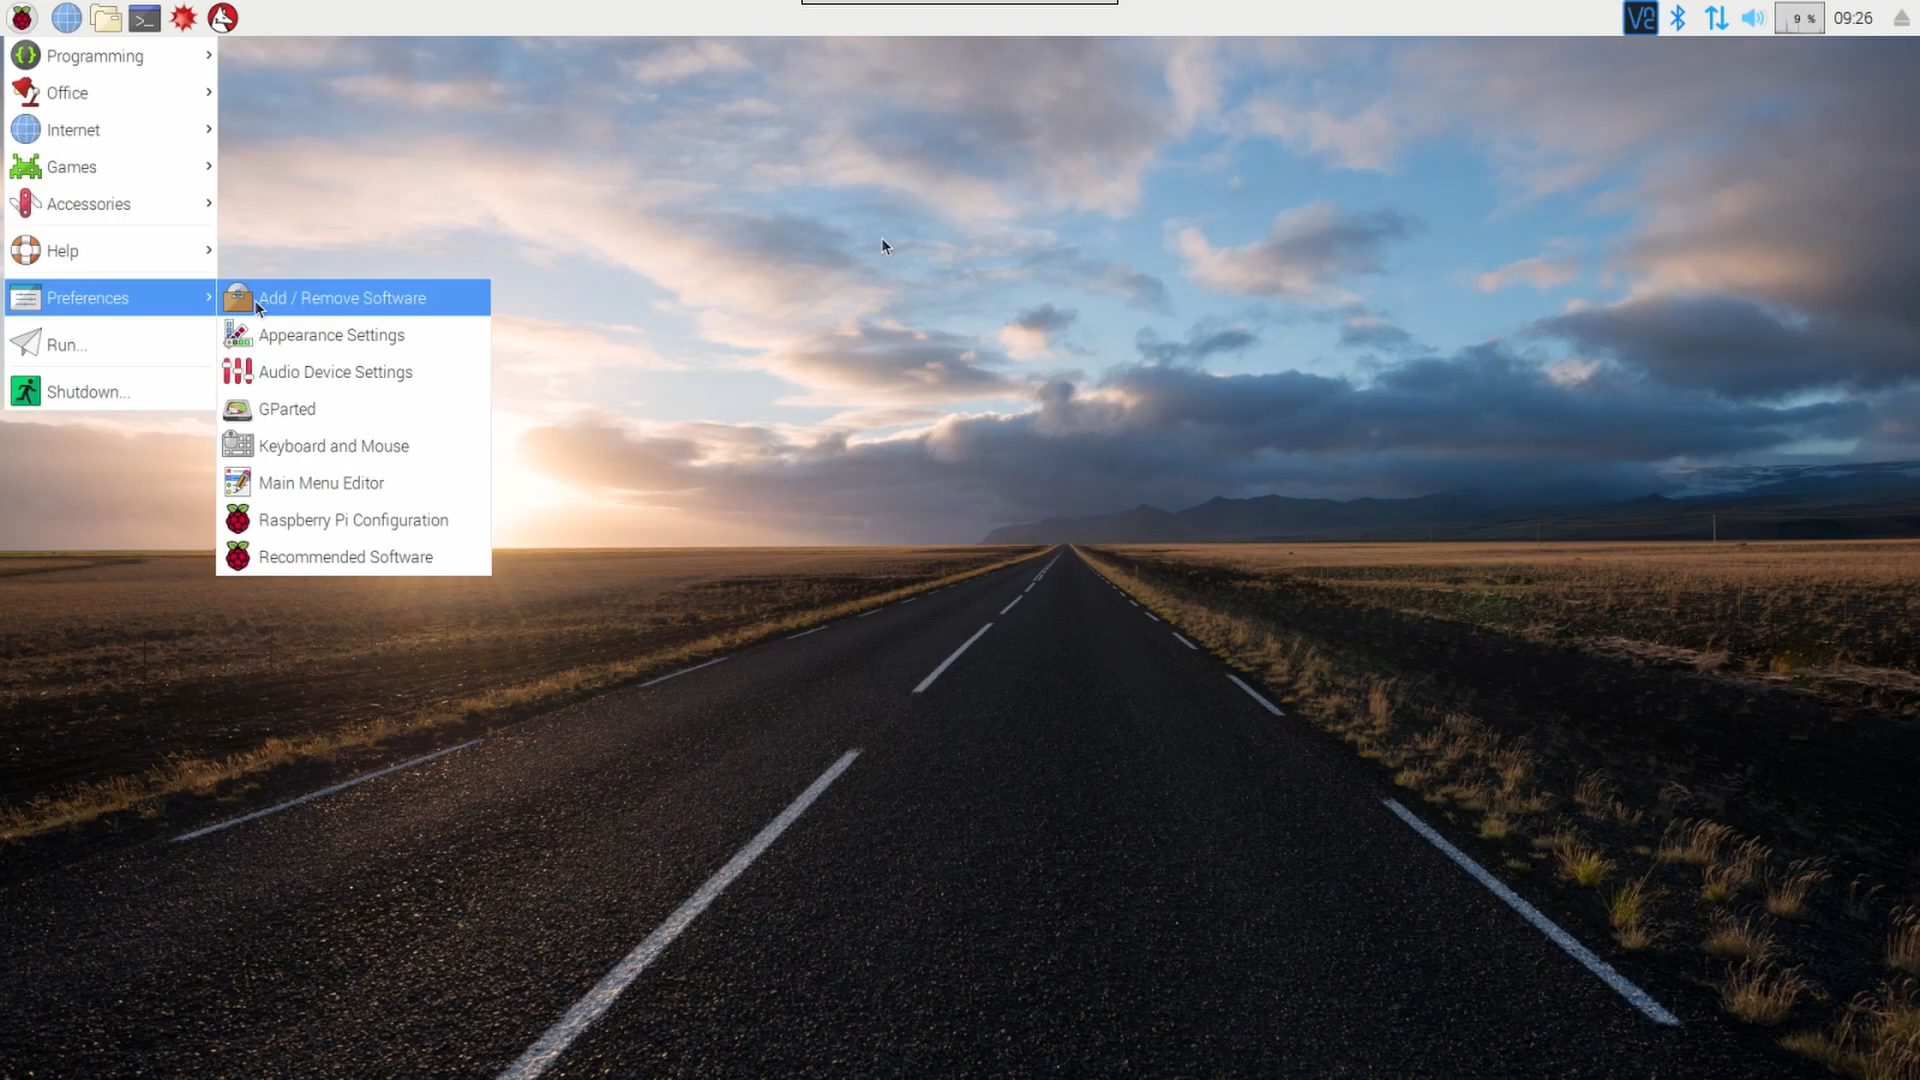 9 %
09:26
Programming
Office
Internet
Games
Accessories
Help
Preferences
Run...
Shutdown...
Add / Remove Software
Appearance Settings
Audio Device Settings
GParted
Keyboard and Mouse
Main Menu Editor
Raspberry Pi Configuration
Recommended Software